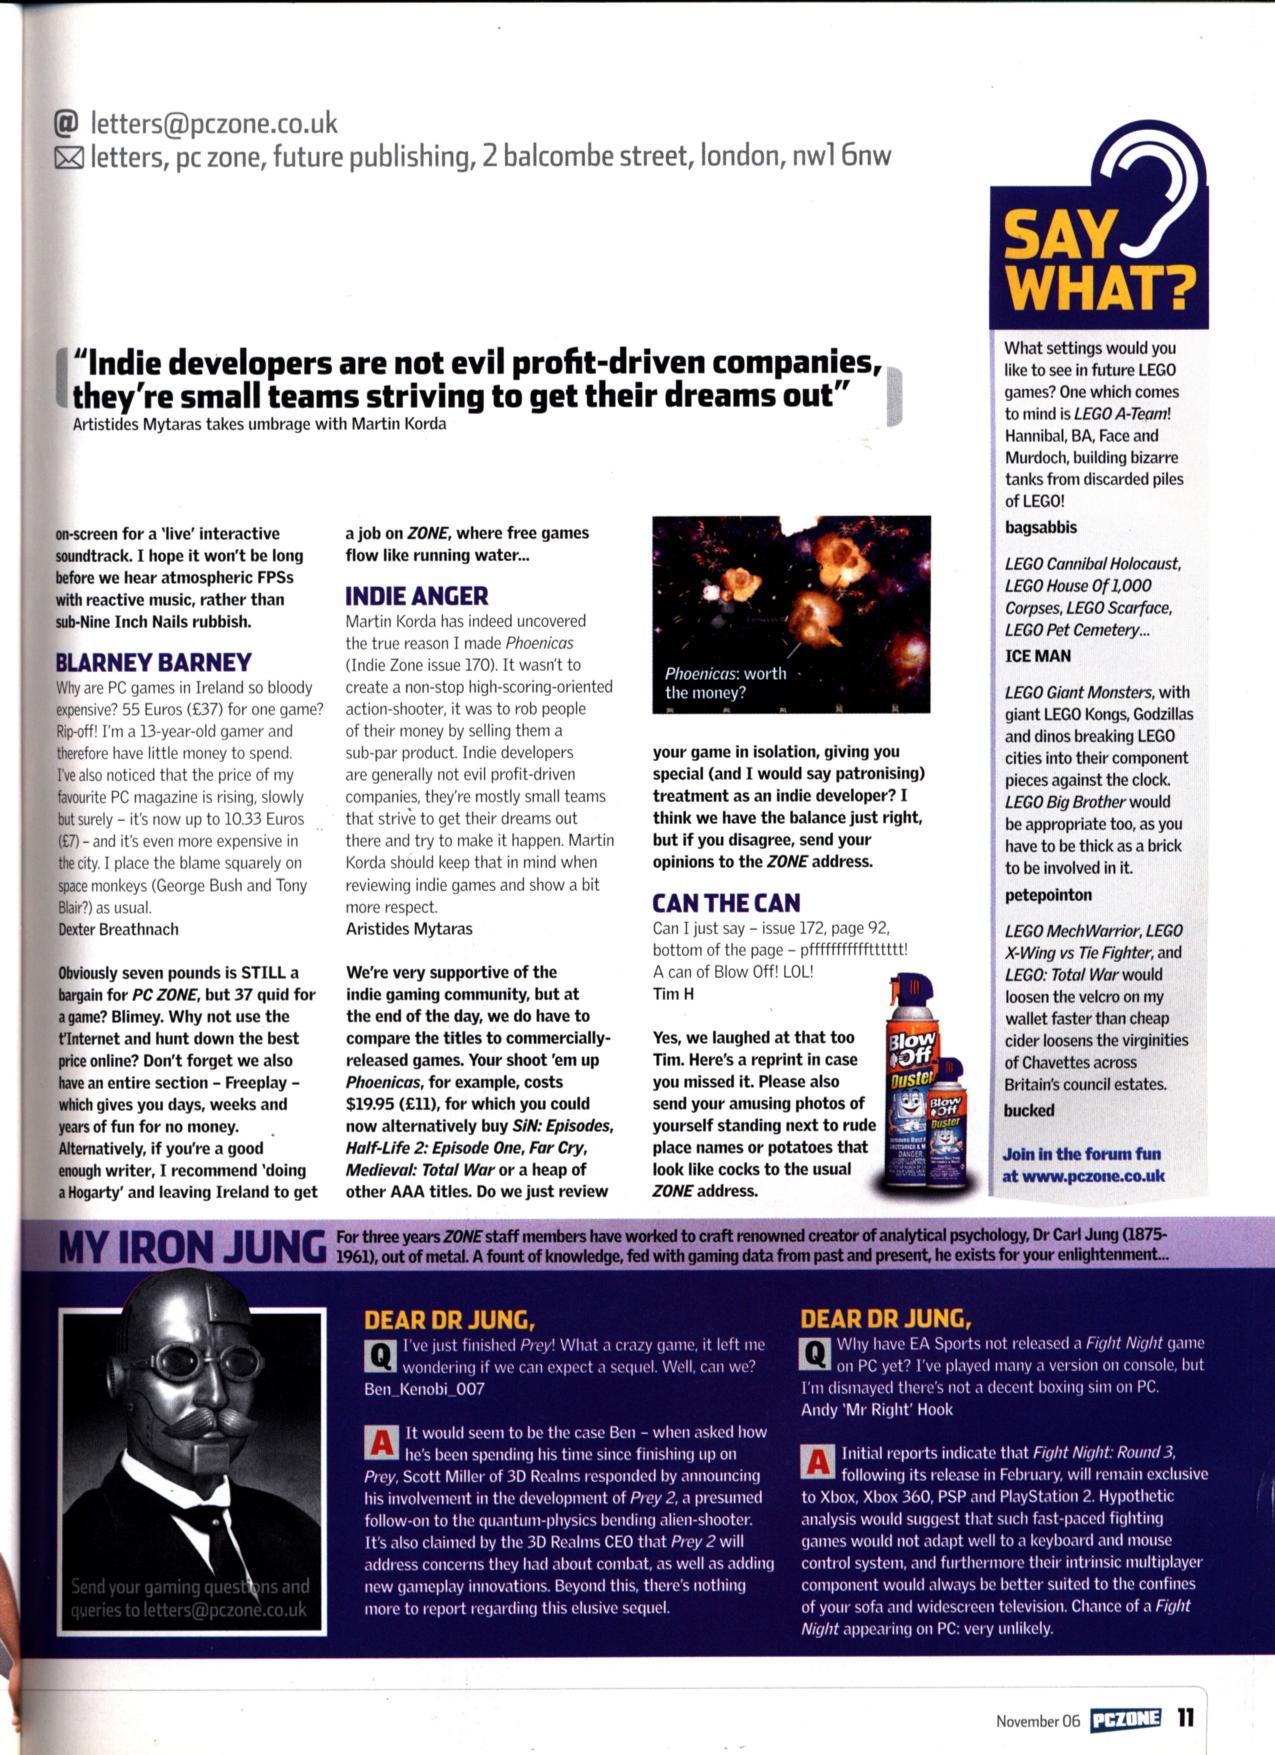 @ letters@pczone.co.uk
letters, pc zone, future publishing, 2 balcombe street, london, nw1 6nw
"Indie developers are not evil profit-driven companies,
they're small teams striving to get their dreams out"
Artistides Mytaras takes umbrage with Martin Korda
on-screen for a 'live' interactive
soundtrack. I hope it won't be long
before we hear atmospheric FPSs
with reactive music, rather than
sub-Nine Inch Nails rubbish.
BLARNEY BARNEY
Why are PC games in Ireland so bloody
expensive? 55 Euros (£37) for one game?
Rip-off! I'm a 13-year-old gamer and
therefore have little money to spend.
I've also noticed that the price of my
favourite PC magazine is rising, slowly
but surely – it's now up to 10.33 Euros
(£7) – and it's even more expensive in
the city. I place the blame squarely on
space monkeys (George Bush and Tony
Blair?) as usual.
Dexter Breathnach
Obviously seven pounds is STILL a
bargain for PC ZONE, but 37 quid for
a game? Blimey. Why not use the
t'Internet and hunt down the best
price online? Don't forget we also
have an entire section – Freeplay –
which gives you days, weeks and
years of fun for no money.
Alternatively, if you're a good
enough writer, I recommend 'doing
a Hogarty' and leaving Ireland to get
a job on ZONE, where free games
flow like running water...
INDIE ANGER
Martin Korda has indeed uncovered
the true reason I made Phoenicas
(Indie Zone issue 170). It wasn't to
create a non-stop high-scoring-oriented
action-shooter, it was to rob people
of their money by selling them a
sub-par product. Indie developers
are generally not evil profit-driven
companies, they're mostly small teams
that strive to get their dreams out
there and try to make it happen. Martin
Korda should keep that in mind when
reviewing indie games and show a bit
more respect.
Aristides Mytaras
We're very supportive of the
indie gaming community, but at
the end of the day, we do have to
compare the titles to commercially-
released games. Your shoot 'em up
Phoenicas, for example, costs
$19.95 (£11), for which you could
now alternatively buy SiN: Episodes,
Half-Life 2: Episode One, Far Cry,
Medieval: Total War or a heap of
other AAA titles. Do we just review
Phoenicas: worth
the money?
your game in isolation, giving you
special (and I would say patronising)
treatment as an indie developer? I
think we have the balance just right,
but if you disagree, send your
opinions to the ZONE address.
CAN THE CAN
Can I just say – issue 172, page 92,
bottom of the page – pfffffffffffftttttt!
A can of Blow Off! LOL!
Tim H
Yes, we laughed at that too
Tim. Here's a reprint in case
you missed it. Please also
send your amusing photos of
yourself standing next to rude
place names or potatoes that
look like cocks to the usual
ZONE address.
Blow
Off
Duster
DANGER
Blow
Off
Duster
SAY
WHAT?
What settings would you
like to see in future LEGO
games? One which comes
to mind is LEGO A-Team!
Hannibal, BA, Face and
Murdoch, building bizarre
tanks from discarded piles
of LEGO!
bagsabbis
LEGO Cannibal Holocaust,
LEGO House Of 1,000
Corpses, LEGO Scarface,
LEGO Pet Cemetery...
ICE MAN
LEGO Giant Monsters, with
giant LEGO Kongs, Godzillas
and dinos breaking LEGO
cities into their component
pieces against the clock.
LEGO Big Brother would
be appropriate too, as you
have to be thick as a brick
to be involved in it.
petepointon
LEGO MechWarrior, LEGO
X-Wing vs Tie Fighter, and
LEGO: Total War would
loosen the velcro on my
wallet faster than cheap
cider loosens the virginities
of Chavettes across
Britain's council estates.
bucked
Join in the forum fun
at www.pczone.co.uk
MY IRON JUNG
For three years ZONE staff members have worked to craft renowned creator of analytical psychology, Dr Carl Jung (1875-
1961), out of metal. A fount of knowledge, fed with gaming data from past and present, he exists for your enlightenment...
Send your gaming questions and
queries to letters@pczone.co.uk
DEAR DR JUNG,
Q I've just finished Prey! What a crazy game, it left me
wondering if we can expect a sequel. Well, can we?
Ben_Kenobi_007
A It would seem to be the case Ben – when asked how
he's been spending his time since finishing up on
Prey, Scott Miller of 3D Realms responded by announcing
his involvement in the development of Prey 2, a presumed
follow-on to the quantum-physics bending alien-shooter.
It's also claimed by the 3D Realms CEO that Prey 2 will
address concerns they had about combat, as well as adding
new gameplay innovations. Beyond this, there's nothing
more to report regarding this elusive sequel.
DEAR DR JUNG,
Q Why have EA Sports not released a Fight Night game
on PC yet? I've played many a version on console, but
I'm dismayed there's not a decent boxing sim on PC.
Andy 'Mr Right' Hook
A Initial reports indicate that Fight Night: Round 3,
following its release in February, will remain exclusive
to Xbox, Xbox 360, PSP and PlayStation 2. Hypothetic
analysis would suggest that such fast-paced fighting
games would not adapt well to a keyboard and mouse
control system, and furthermore their intrinsic multiplayer
component would always be better suited to the confines
of your sofa and widescreen television. Chance of a Fight
Night appearing on PC: very unlikely.
November 06 PCZONE 11